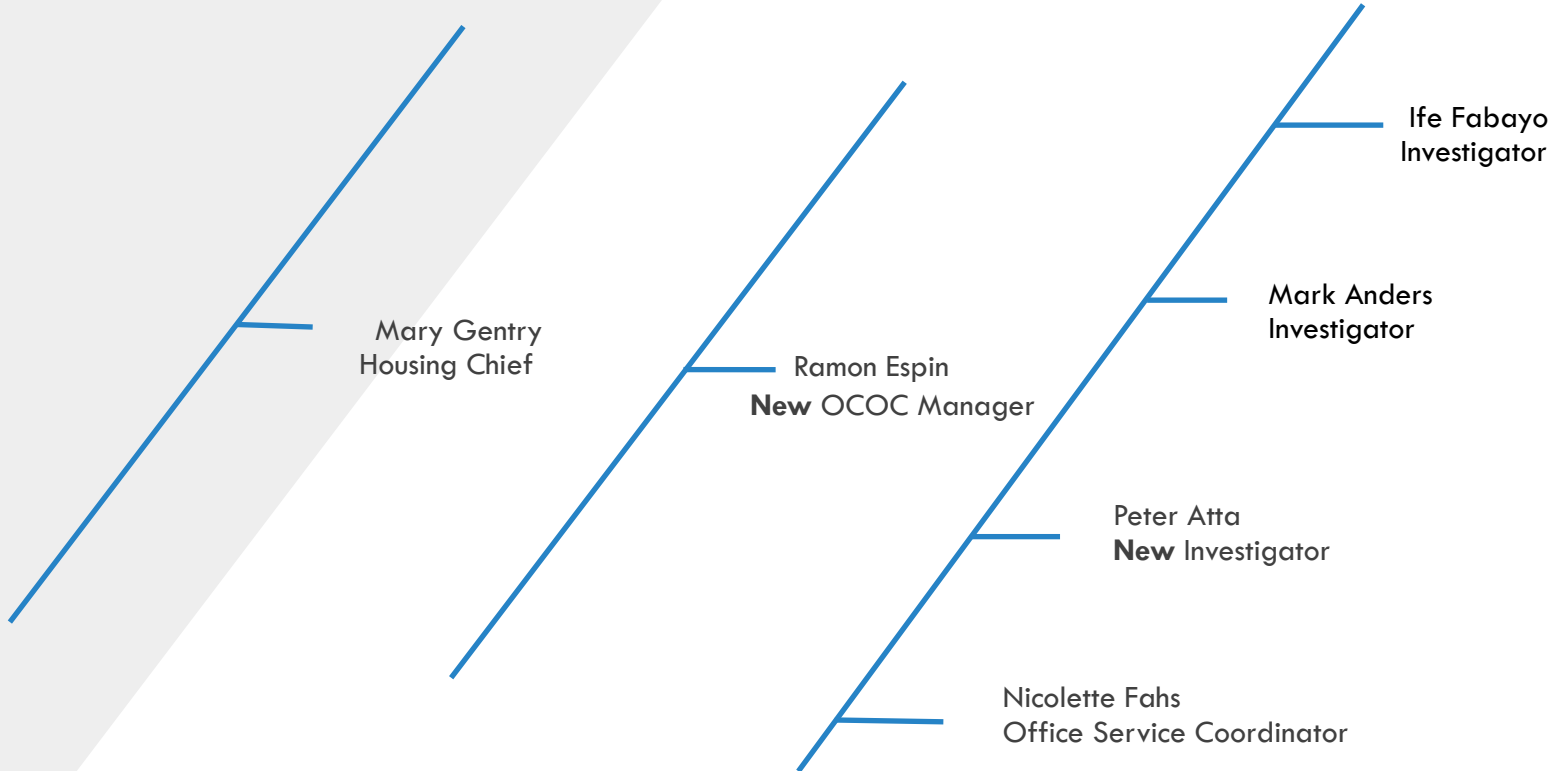 Mary Gentry
Housing Chief
Ramon Espin
New OCOC Manager
Ife Fabayo
Investigator
Mark Anders
Investigator
Peter Atta
New Investigator
Nicolette Fahs
Office Service Coordinator